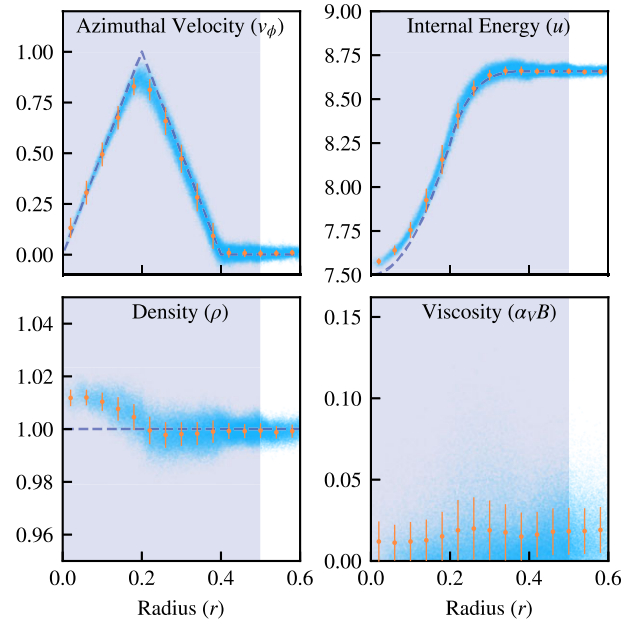 Azimuthal Velocity (v_ϕ)
1.00
0.75
0.50
0.25
0.00
Internal Energy (u)
9.00
8.75
8.50
8.25
8.00
7.75
7.50
Density (ρ)
1.04
1.02
1.00
0.98
0.96
0.0 0.2 0.4 0.6
Radius (r)
Viscosity (α_V B)
0.15
0.10
0.05
0.00
0.0 0.2 0.4 0.6
Radius (r)